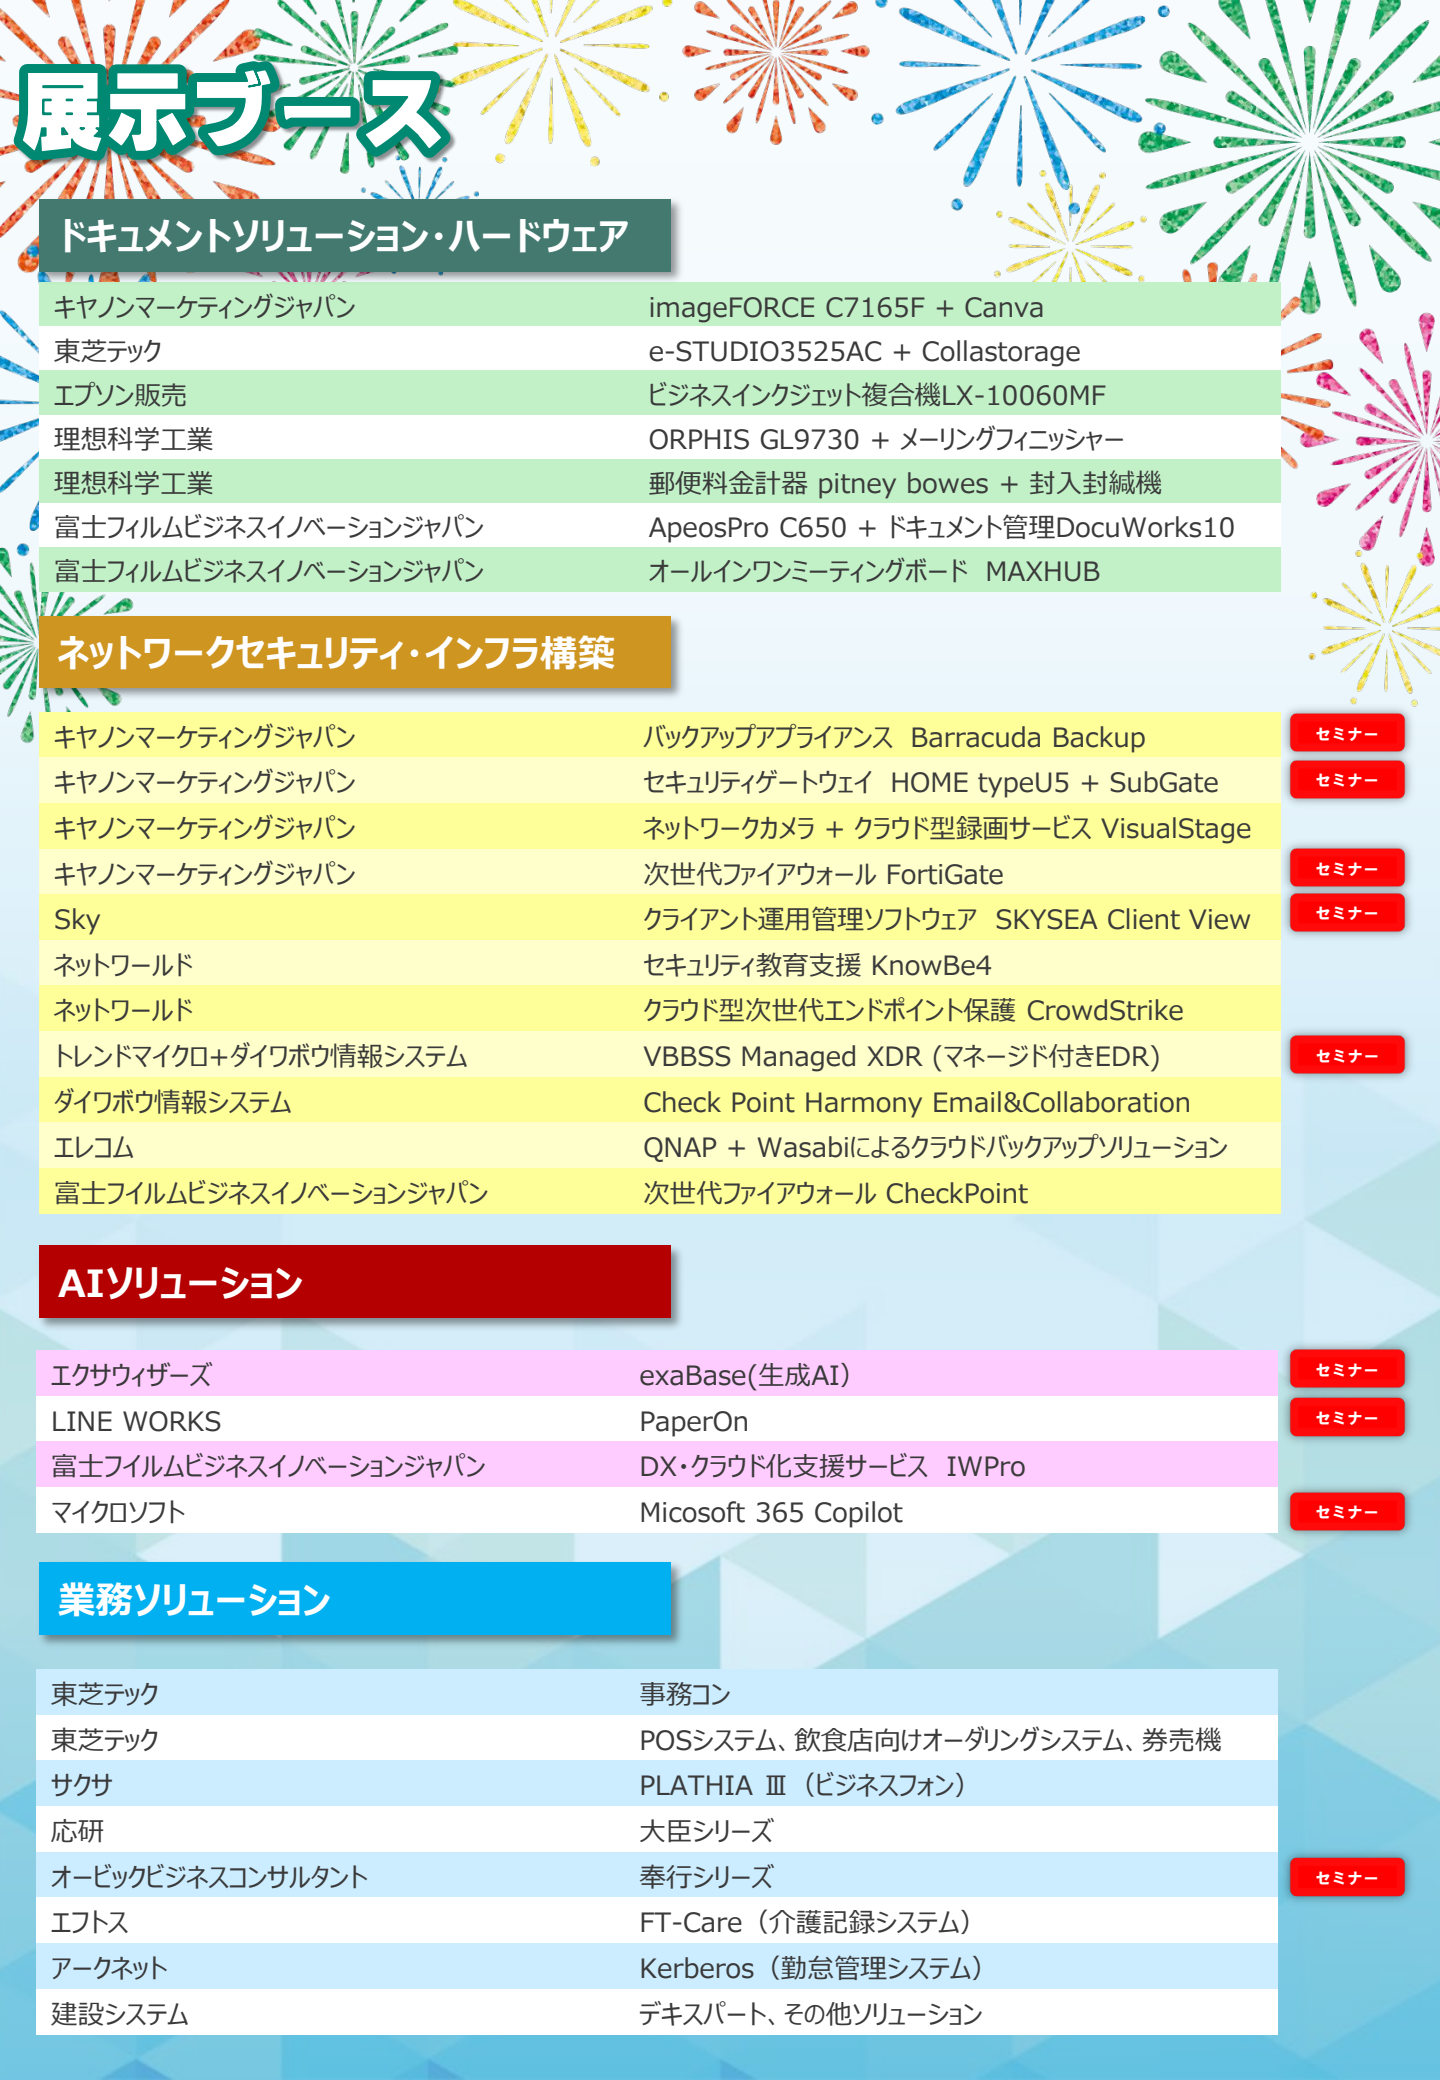 展示ブース
ドキュメントソリューション・ハードウェア
キヤノンマーケティングジャパン imageFORCE C7165F + Canva
東芝テック e-STUDIO3525AC + Collastorage
エプソン販売 ビジネスインクジェット複合機LX-10060MF
理想科学工業 ORPHIS GL9730 + メーリングフィニッシャー
理想科学工業 郵便料金計器 pitney bowes + 封入封緘機
富士フィルムビジネスイノベーションジャパン ApeosPro C650 + ドキュメント管理DocuWorks10
富士フィルムビジネスイノベーションジャパン オールインワンミーティングボード MAXHUB
ネットワークセキュリティ・インフラ構築
キヤノンマーケティングジャパン バックアップアプライアンス Barracuda Backup セミナー
キヤノンマーケティングジャパン セキュリティゲートウェイ HOME typeU5 + SubGate セミナー
キヤノンマーケティングジャパン ネットワークカメラ + クラウド型録画サービス VisualStage
キヤノンマーケティングジャパン 次世代ファイアウォール FortiGate セミナー
Sky クライアント運用管理ソフトウェア SKYSEA Client View セミナー
ネットワールド セキュリティ教育支援 KnowBe4
ネットワールド クラウド型次世代エンドポイント保護 CrowdStrike
トレンドマイクロ+ダイワボウ情報システム VBBSS Managed XDR (マネージド付きEDR) セミナー
ダイワボウ情報システム Check Point Harmony Email&Collaboration
エレコム QNAP + Wasabiによるクラウドバックアップソリューション
富士フイルムビジネスイノベーションジャパン 次世代ファイアウォール CheckPoint
AIソリューション
エクサウィザーズ exaBase(生成AI） セミナー
LINE WORKS PaperOn セミナー
富士フイルムビジネスイノベーションジャパン DX・クラウド化支援サービス IWPro
マイクロソフト Micosoft 365 Copilot セミナー
業務ソリューション
東芝テック 事務コン
東芝テック POSシステム、飲食店向けオーダリングシステム、券売機
サクサ PLATHIA Ⅲ（ビジネスフォン）
応研 大臣シリーズ
オービックビジネスコンサルタント 奉行シリーズ セミナー
エフトス FT-Care（介護記録システム）
アークネット Kerberos（勤怠管理システム）
建設システム デキスパート、その他ソリューション